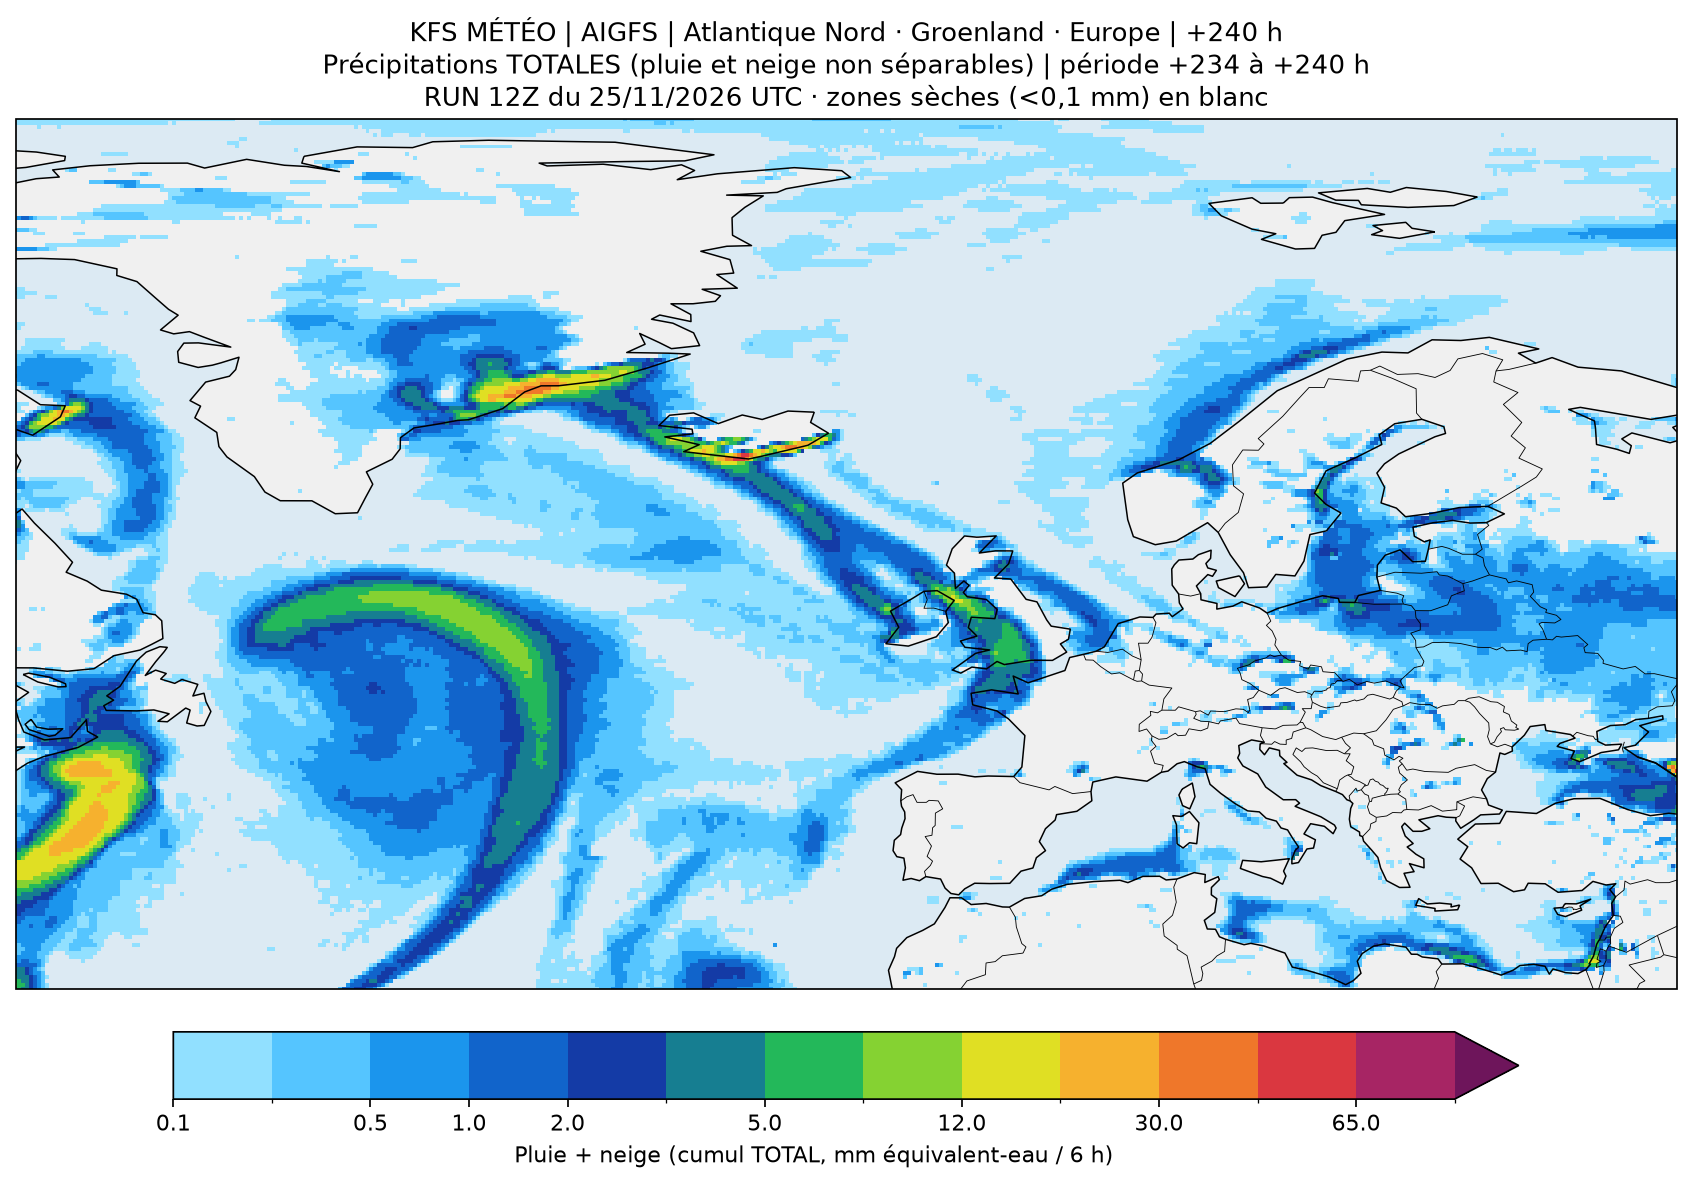 KFS MÉTÉO | AIGFS | Atlantique Nord · Groenland · Europe | +240 h
Précipitations TOTALES (pluie et neige non séparables) | période +234 à +240 h
RUN 12Z du 25/11/2026 UTC · zones sèches (<0,1 mm) en blanc
0.1 0.5 1.0 2.0 5.0 12.0 30.0 65.0
Pluie + neige (cumul TOTAL, mm équivalent-eau / 6 h)